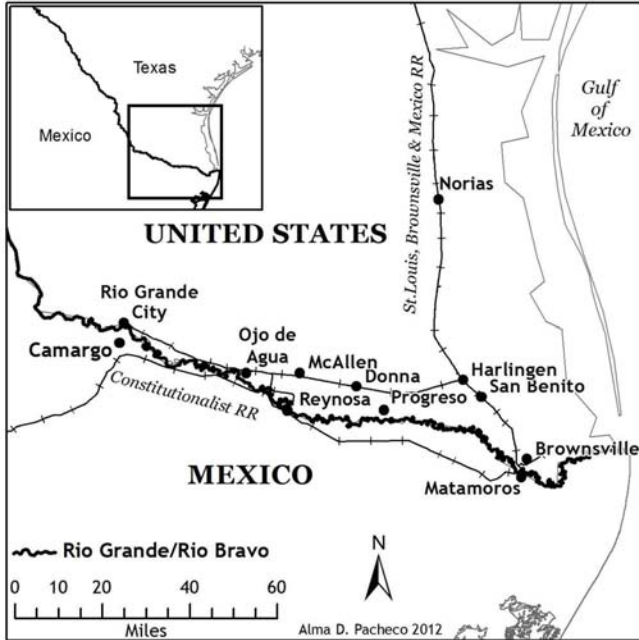 Texas
Mexico
Gulf
of
Mexico
St.Louis, Brownsville & Mexico RR
Norias
UNITED STATES
Rio Grande
City
Camargo
Ojo de
Agua
McAllen
Donna
Harlingen
San Benito
Reynosa
Progreso
Constitutionalist RR
MEXICO
Brownsville
Matamoros
Rio Grande/Rio Bravo
N
0 10 20 40 60
Miles
Alma D. Pacheco 2012